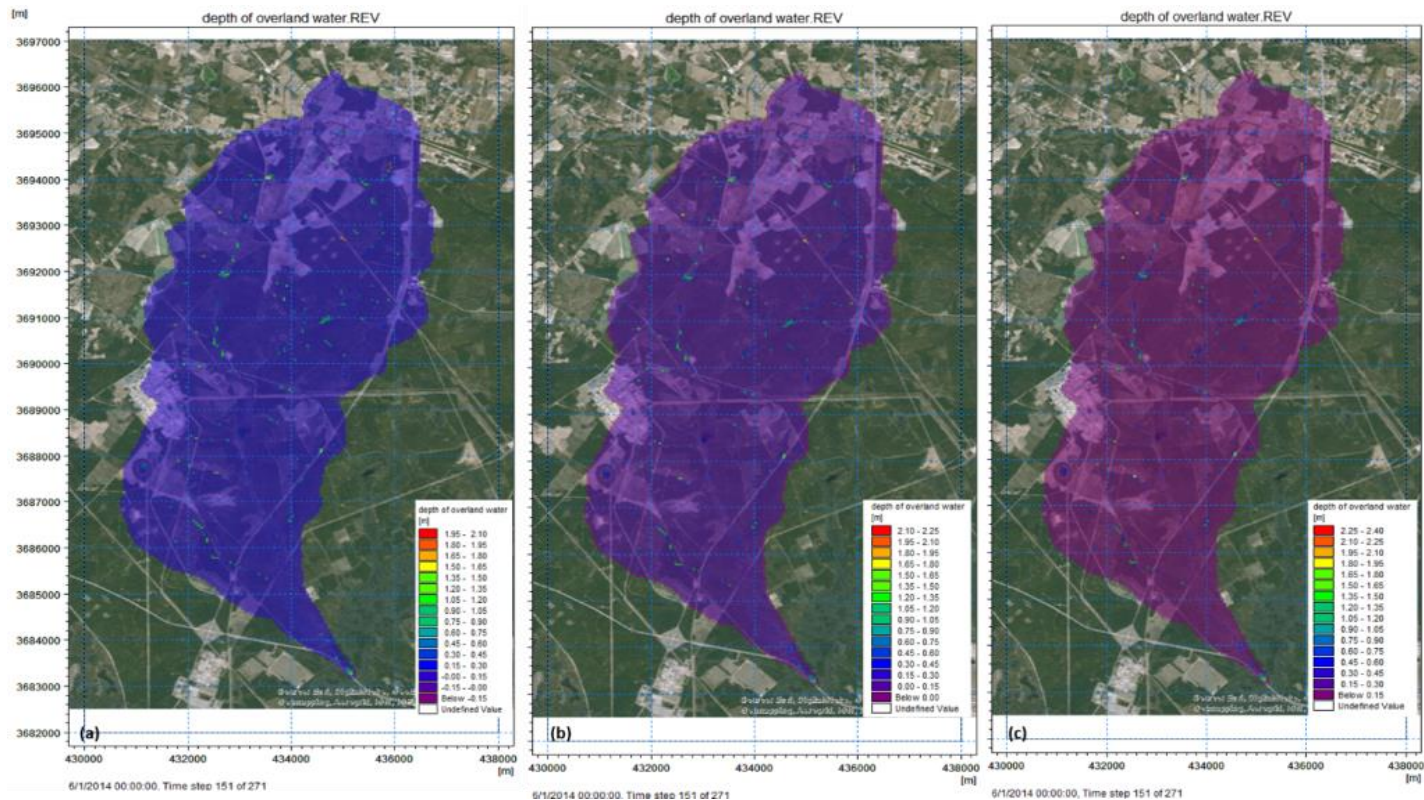 [m]
depth of overland water.REV
3697000
3696000
3695000
3694000
3693000
3692000
3691000
3690000
3689000
3688000
3687000
3686000
3685000
3684000
3683000
3682000
depth of overland water
[m]
1.95 - 2.10
1.80 - 1.95
1.65 - 1.80
1.50 - 1.65
1.35 - 1.50
1.20 - 1.35
1.05 - 1.20
0.90 - 1.05
0.75 - 0.90
0.60 - 0.75
0.45 - 0.60
0.30 - 0.45
0.15 - 0.30
-0.00 - 0.15
-0.15 - -0.00
Below -0.15
Undefined Value
(a)
430000 432000 434000 436000 438000
[m]
6/1/2014 00:00:00, Time step 151 of 271
depth of overland water.REV
depth of overland water
[m]
2.10 - 2.25
1.95 - 2.10
1.80 - 1.95
1.65 - 1.80
1.50 - 1.65
1.35 - 1.50
1.20 - 1.35
1.05 - 1.20
0.90 - 1.05
0.75 - 0.90
0.60 - 0.75
0.45 - 0.60
0.30 - 0.45
0.15 - 0.30
0.00 - 0.15
Below 0.00
Undefined Value
(b)
430000 432000 434000 436000 438000
[m]
6/1/2014 00:00:00, Time step 151 of 271
depth of overland water.REV
depth of overland water
[m]
2.25 - 2.40
2.10 - 2.25
1.95 - 2.10
1.80 - 1.95
1.65 - 1.80
1.50 - 1.65
1.35 - 1.50
1.20 - 1.35
1.05 - 1.20
0.90 - 1.05
0.75 - 0.90
0.60 - 0.75
0.45 - 0.60
0.30 - 0.45
0.15 - 0.30
Below 0.15
Undefined Value
(c)
430000 432000 434000 436000 438000
[m]
6/1/2014 00:00:00, Time step 151 of 271